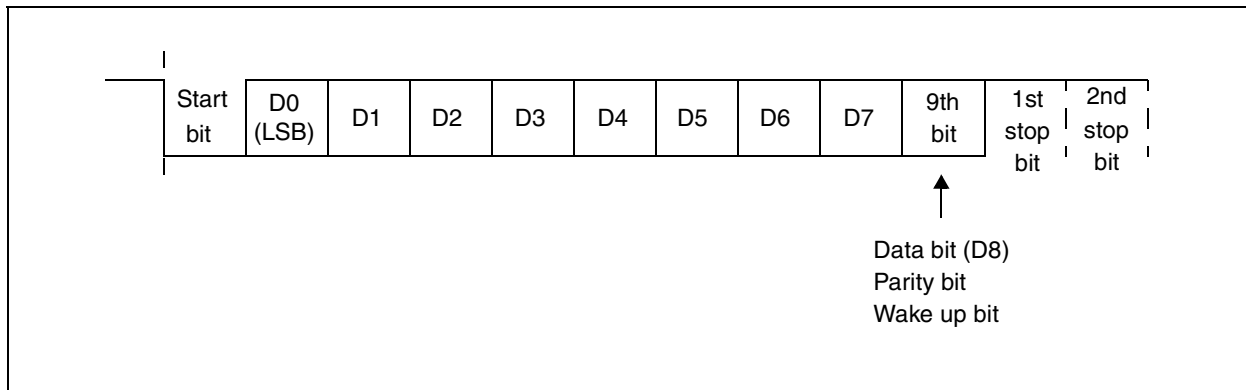 Start
bit
D0
(LSB)
D1
D2
D3
D4
D5
D6
D7
9th
bit
1st
stop
bit
2nd
stop
bit
Data bit (D8)
Parity bit
Wake up bit